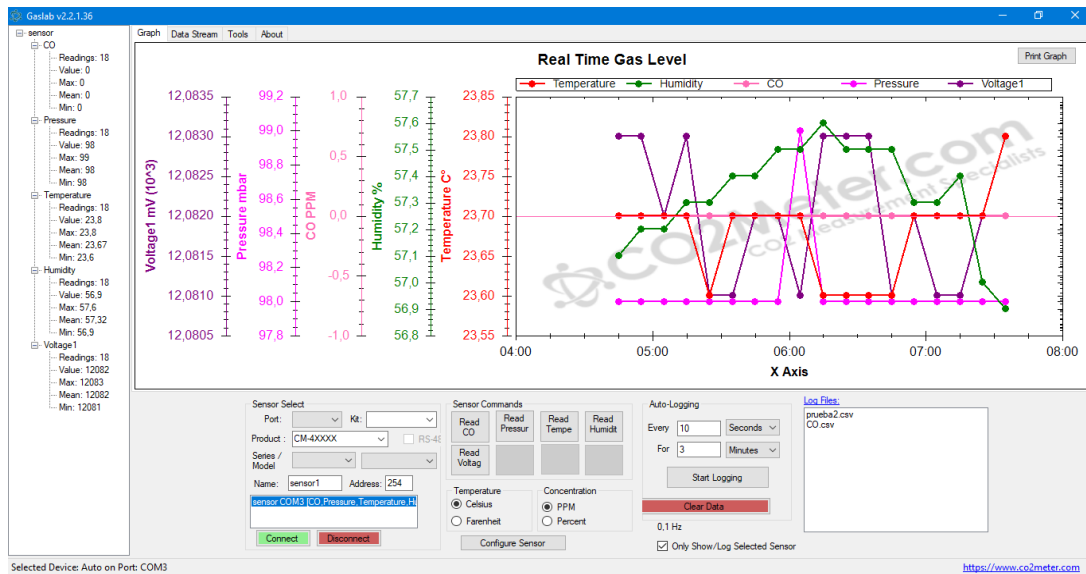 Gaslab v2.2.1.36
sensor
CO
Readings: 18
Value: 0
Max: 0
Mean: 0
Min: 0
Pressure
Readings: 18
Value: 98
Max: 99
Mean: 98
Min: 98
Temperature
Readings: 18
Value: 23,8
Max: 23,8
Mean: 23,67
Min: 23,6
Humidity
Readings: 18
Value: 56,9
Max: 57,6
Mean: 57,32
Min: 56,9
Voltage1
Readings: 18
Value: 12082
Max: 12083
Mean: 12082
Min: 12081
Graph Data Stream Tools About
Real Time Gas Level
Print Graph
Temperature Humidity CO Pressure Voltage1
Voltage1 mV (10^3)
12,0835
12,0830
12,0825
12,0820
12,0815
12,0810
12,0805
Pressure mbar
99,2
99,0
98,8
98,6
98,4
98,2
98,0
97,8
CO PPM
1,0
0,5
0,0
-0,5
-1,0
Humidity %
57,7
57,6
57,5
57,4
57,3
57,2
57,1
57,0
56,9
56,8
Temperature C°
23,85
23,80
23,75
23,70
23,65
23,60
23,55
CO2Meter.com
CO2 Measurement Specialists
04:00 05:00 06:00 07:00 08:00
X Axis
Sensor Select
Port: Kit:
Product : CM-4XXXX RS-48
Series /
Model
Name: sensor1 Address: 254
sensor COM3 [CO,Pressure,Temperature,H
Connect Disconnect
Sensor Commands
Read
CO
Read
Pressur
Read
Tempe
Read
Humidit
Read
Voltag
Temperature
Celsius
Farenheit
Concentration
PPM
Percent
Configure Sensor
Auto-Logging
Every 10 Seconds
For 3 Minutes
Start Logging
Clear Data
0,1 Hz
Only Show/Log Selected Sensor
Log Files:
prueba2.csv
CO.csv
Selected Device: Auto on Port: COM3
https://www.co2meter.com